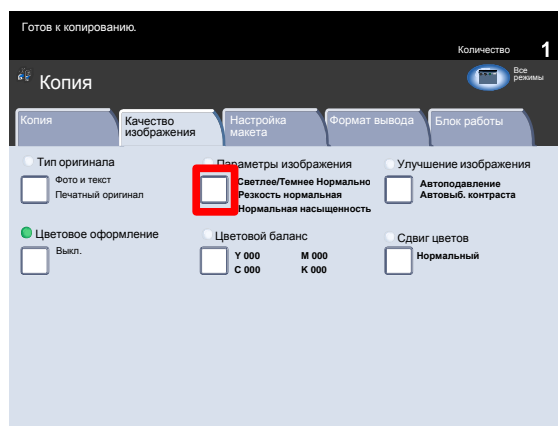 Готов к копированию.
Количество 1
Копия
Все
режимы
Копия
Качество
изображения
Настройка
макета
Формат вывода
Блок работы
Тип оригинала
Фото и текст
Печатный оригинал
Параметры изображения
Светлее/Темнее Нормально
Резкость нормальная
Нормальная насыщенность
Улучшение изображения
Автоподавление
Автовыб. контраста
Цветовое оформление
Выкл.
Цветовой баланс
Y 000 M 000
C 000 K 000
Сдвиг цветов
Нормальный